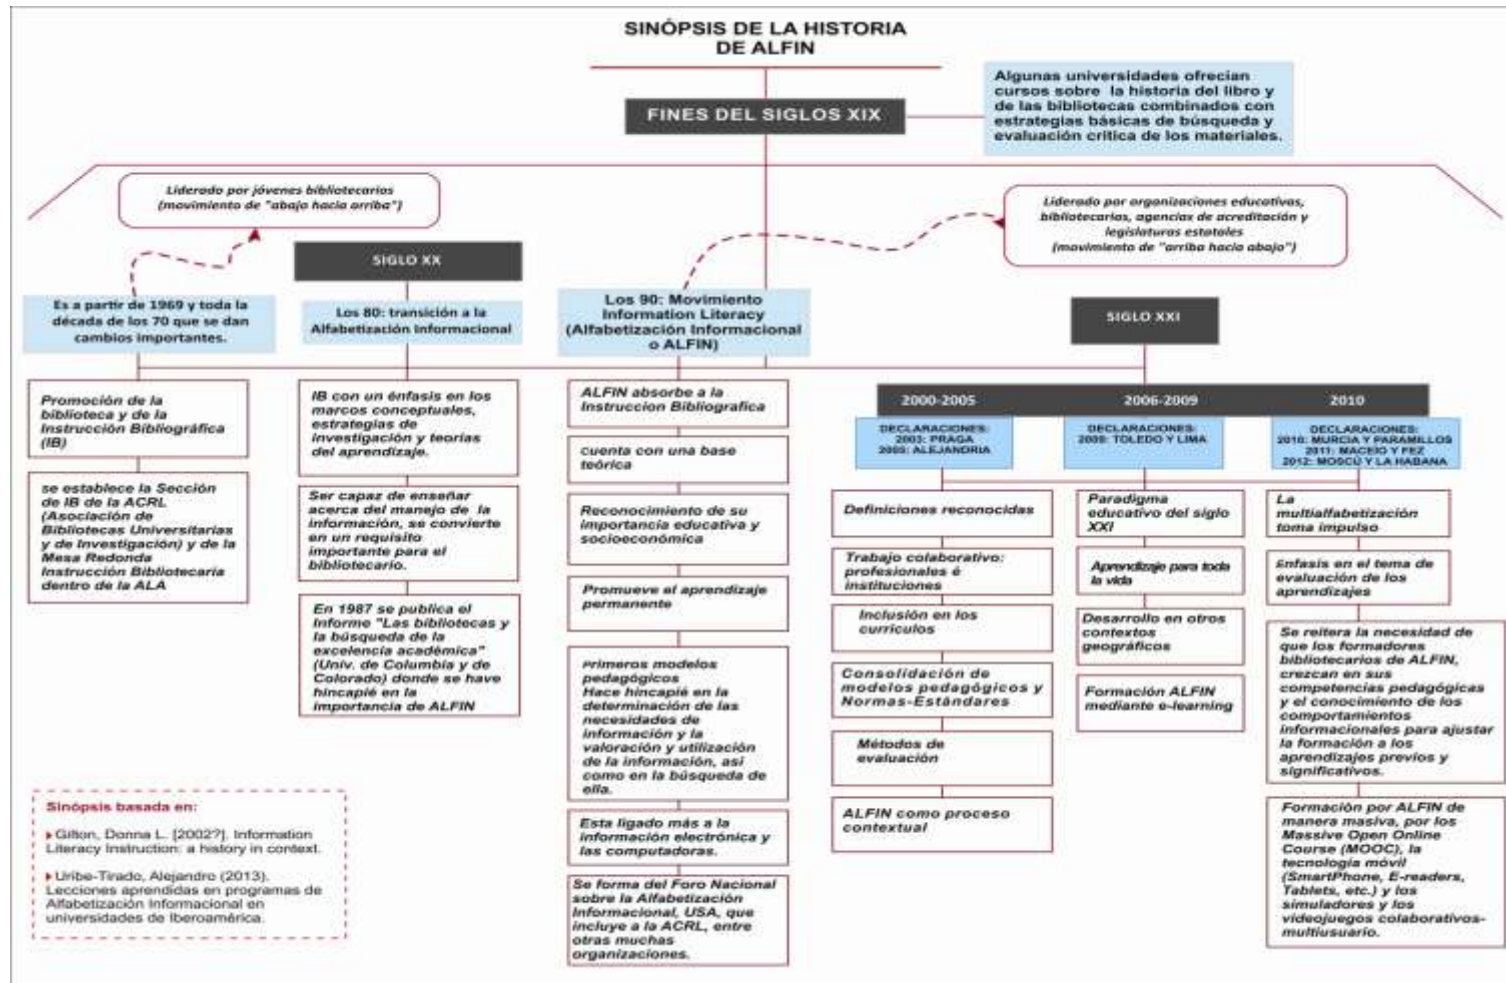 SINÓPSIS DE LA HISTORIA
DE ALFIN
FINES DEL SIGLOS XIX
Algunas universidades ofrecian
cursos sobre la historia del libro y
de las bibliotecas combinados con
estrategias básicas de búsqueda y
evaluación crítica de los materiales.
Liderado por jóvenes bibliotecarios
(movimiento de "abajo hacia arriba")
Liderado por organizaciones educativas,
bibliotecarias, agencias de acreditación y
legislaturas estatales
(movimiento de "arriba hacia abajo")
SIGLO XX
Es a partir de 1969 y toda la
década de los 70 que se dan
cambios importantes.
Los 80: transición a la
Alfabetización Informacional
Los 90: Movimiento
Information Literacy
(Alfabetización Informacional
o ALFIN)
SIGLO XXI
Promoción de la
biblioteca y de la
Instrucción Bibliográfica
(IB)
se establece la Sección
de IB de la ACRL
(Asociación de
Bibliotecas Universitarias
y de Investigación) y de la
Mesa Redonda
Instrucción Bibliotecaria
dentro de la ALA
IB con un énfasis en los
marcos conceptuales,
estrategias de
investigación y teorías
del aprendizaje.
Ser capaz de enseñar
acerca del manejo de la
información, se convierte
en un requisito
importante para el
bibliotecario.
En 1987 se publica el
Informe "Las bibliotecas y
la búsqueda de la
excelencia académica"
(Univ. de Columbia y de
Colorado) donde se have
hincapié en la
importancia de ALFIN
ALFIN absorbe a la
Instruccion Bibliografica
cuenta con una base
teórica
Reconocimiento de su
importancia educativa y
socioeconómica
Promueve el aprendizaje
permanente
Primeros modelos
pedagógicos
Hace hincapié en la
determinación de las
necesidades de
información y la
valoración y utilización
de la información, asi
como en la búsqueda de
ella.
Esta ligado más a la
información electrónica y
las computadoras.
Se forma del Foro Nacional
sobre la Alfabetización
Informacional, USA, que
incluye a la ACRL, entre
otras muchas
organizaciones.
2000-2005
2006-2009
2010
DECLARACIONES:
2003: PRAGA
2005: ALEJANDRIA
DECLARACIONES:
2009: TOLEDO Y LIMA
DECLARACIONES:
2010: MURCIA Y PARAMILLOS
2011: MACEIO Y FEZ
2012: MOSCÚ Y LA HABANA
Definiciones reconocidas
Trabajo colaborativo:
profesionales é
instituciones
Inclusión en los
currículos
Consolidación de
modelos pedagógicos y
Normas-Estándares
Métodos de
evaluación
ALFIN como proceso
contextual
Paradigma
educativo del siglo
XXI
Aprendizaje para toda
la vida
Desarrollo en otros
contextos
geográficos
Formación ALFIN
mediante e-learning
La
multialfabetización
toma impulso
Enfasis en el tema de
evaluación de los
aprendizajes
Se reitera la necesidad de
que los formadores
bibliotecarios de ALFIN,
crezcan en sus
competencias pedagógicas
y el conocimiento de los
comportamientos
informacionales para ajustar
la formación a los
aprendizajes previos y
significativos.
Formación por ALFIN de
manera masiva, por los
Massive Open Online
Course (MOOC), la
tecnología móvil
(SmartPhone, E-readers,
Tablets, etc.) y los
simuladores y los
videojuegos colaborativos-
multiusuario.
Sinópsis basada en:
Gilton, Donna L. [2002?]. Information
Literacy Instruction: a history in context.
Uribe-Tirado, Alejandro (2013).
Lecciones aprendidas en programas de
Alfabetización Informacional en
universidades de Iberoamérica.